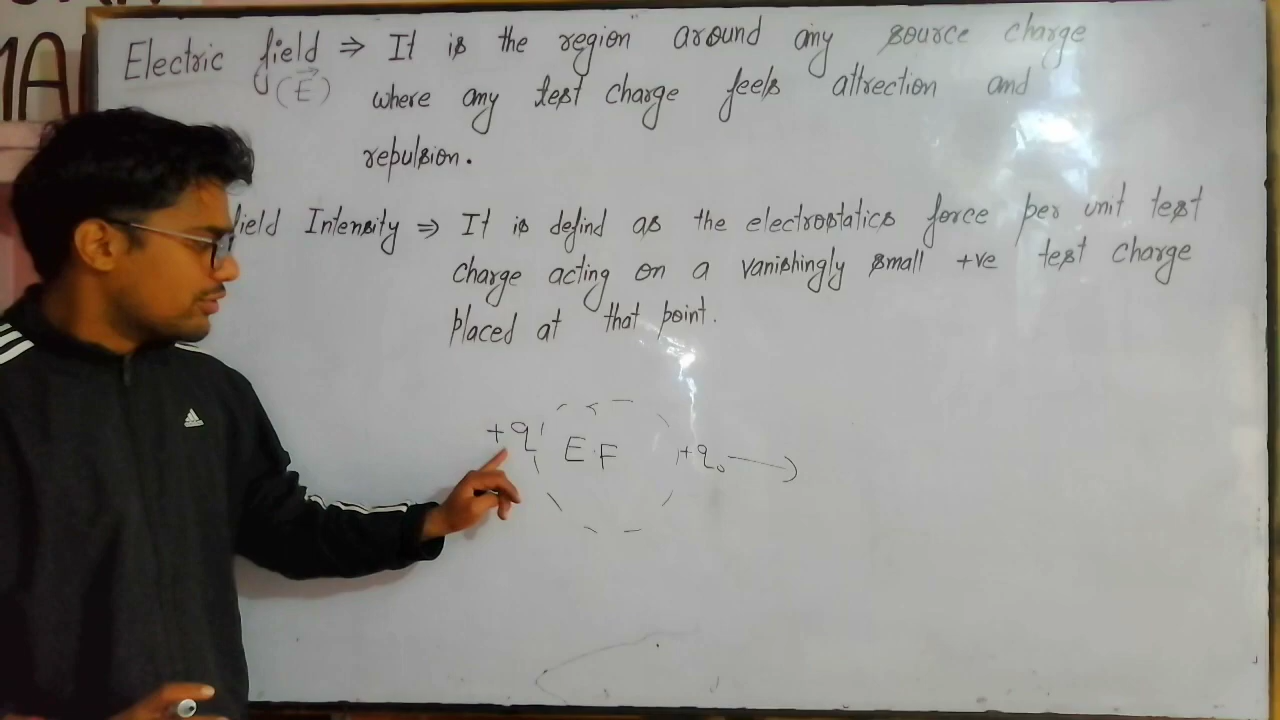 Electric field ⇒ It is the region around any source charge
(E⃗) where any test charge feels attrection and
repulsion.
field Intensity ⇒ It is defind as the electrostatics force per unit test
charge acting on a vanishingly small +ve test charge
placed at that point.
+q E.F +q₀